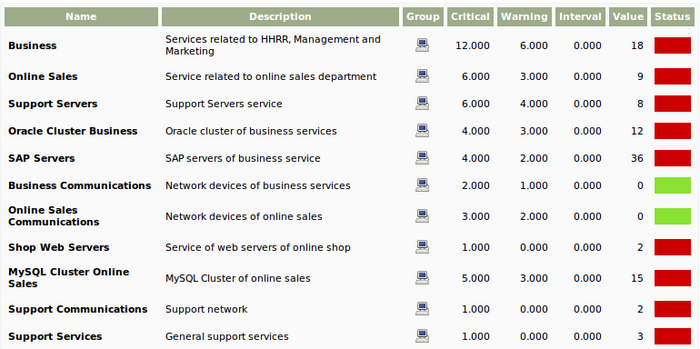 Name Description Group Critical Warning Interval Value Status
Business Services related to HHRR, Management and Marketing 12.000 6.000 0.000 18
Online Sales Service related to online sales department 6.000 3.000 0.000 9
Support Servers Support Servers service 6.000 4.000 0.000 8
Oracle Cluster Business Oracle cluster of business services 4.000 3.000 0.000 12
SAP Servers SAP servers of business service 4.000 2.000 0.000 36
Business Communications Network devices of business services 2.000 1.000 0.000 0
Online Sales Communications Network devices of online sales 3.000 2.000 0.000 0
Shop Web Servers Service of web servers of online shop 1.000 0.000 0.000 2
MySQL Cluster Online Sales MySQL Cluster of online sales 5.000 3.000 0.000 15
Support Communications Support network 1.000 0.000 0.000 2
Support Services General support services 1.000 0.000 0.000 3